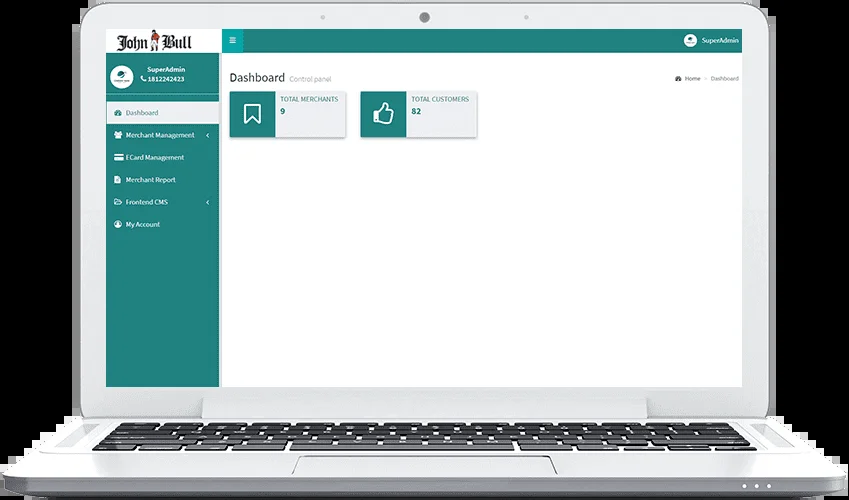 John Bull
SuperAdmin
SuperAdmin
1812242423
Dashboard Control panel
Home
Dashboard
TOTAL MERCHANTS
9
TOTAL CUSTOMERS
82
Dashboard
Merchant Management
ECard Management
Merchant Report
Frontend CMS
My Account